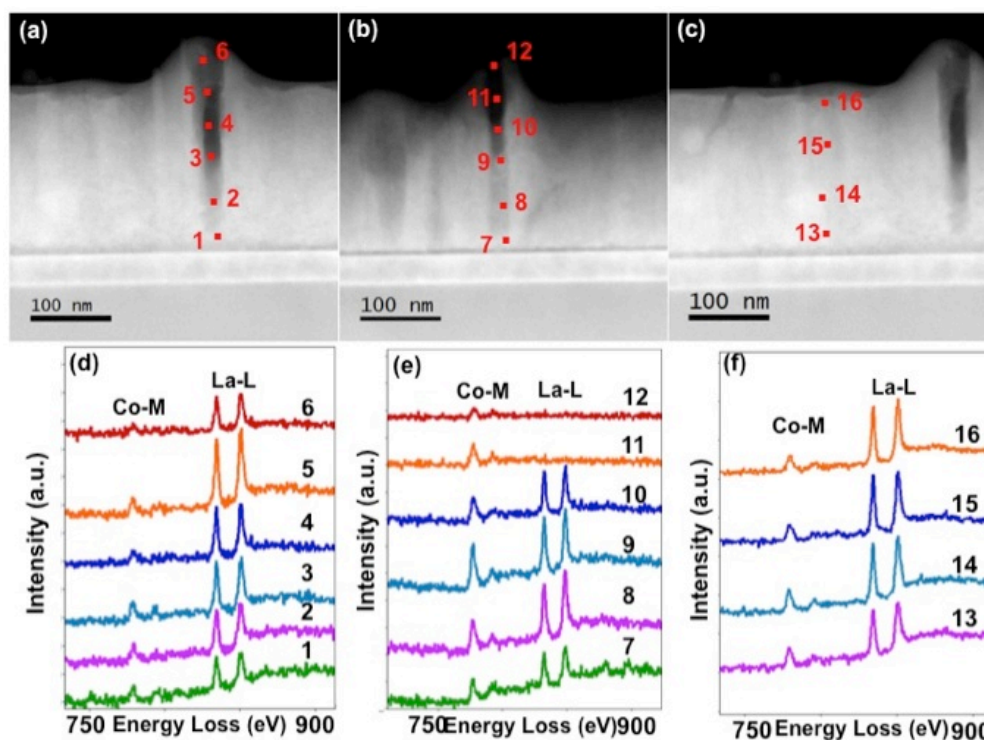 (a)
6
5
4
3
2
1
100 nm
(b)
12
11
10
9
8
7
100 nm
(c)
16
15
14
13
100 nm
(d)
Co-M
La-L
6
5
4
3
2
1
Intensity (a.u.)
750 Energy Loss (eV) 900
(e)
Co-M
La-L
12
11
10
9
8
7
Intensity (a.u.)
750 Energy Loss (eV) 900
(f)
Co-M
La-L
16
15
14
13
Intensity (a.u.)
750 Energy Loss (eV) 900